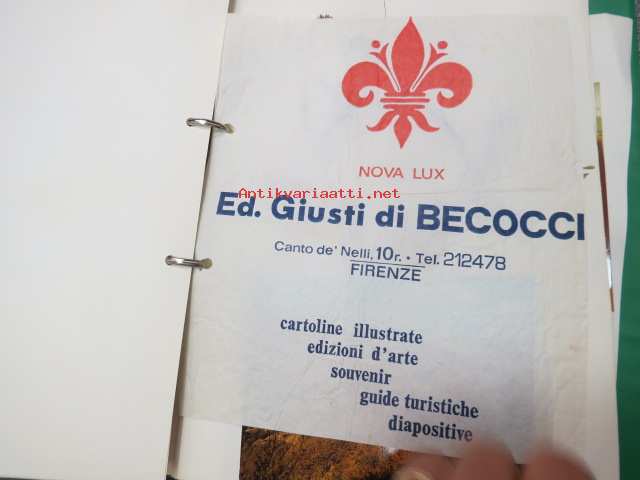 NOVA LUX
Antikvariaatti.net
Ed. Giusti di BECOCCI
Canto de' Nelli, 10r. • Tel. 212478
FIRENZE
cartoline illustrate
edizioni d'arte
souvenir
guide turistiche
diapositive